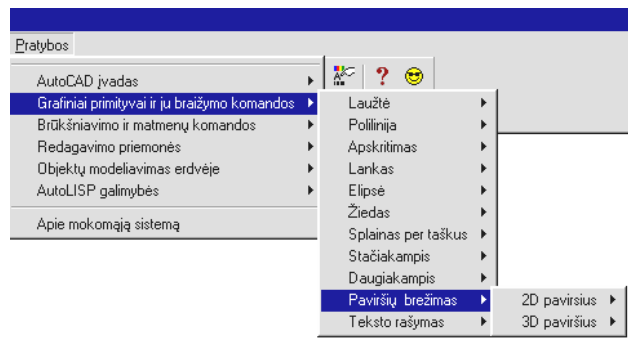 Pratybos
AutoCAD įvadas
Grafiniai primityvai ir ju braižymo komandos
Brūkšniavimo ir matmenų komandos
Redagavimo priemonės
Objektų modeliavimas erdvėje
AutoLISP galimybės
Apie mokomąją sistemą
Laužtė
Polilinija
Apskritimas
Lankas
Elipsė
Žiedas
Splainas per taškus
Stačiakampis
Daugiakampis
Paviršių brežimas
Teksto rašymas
2D pavirsius
3D paviršius